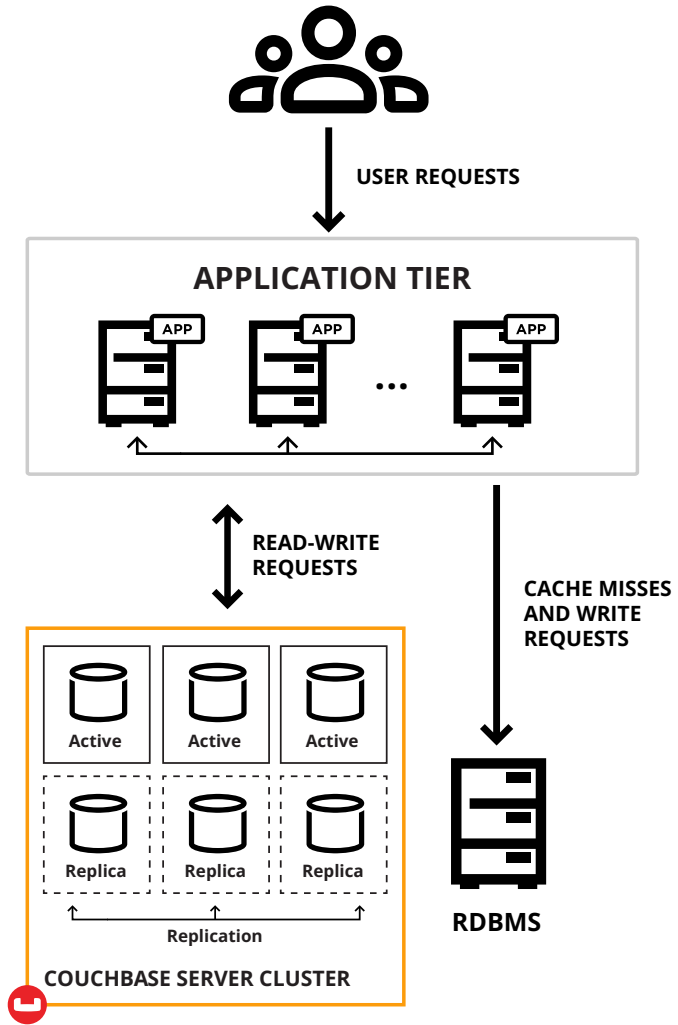 USER REQUESTS
APPLICATION TIER
APP
APP
APP
...
READ-WRITE
REQUESTS
CACHE MISSES
AND WRITE
REQUESTS
Active
Active
Active
Replica
Replica
Replica
Replication
COUCHBASE SERVER CLUSTER
RDBMS